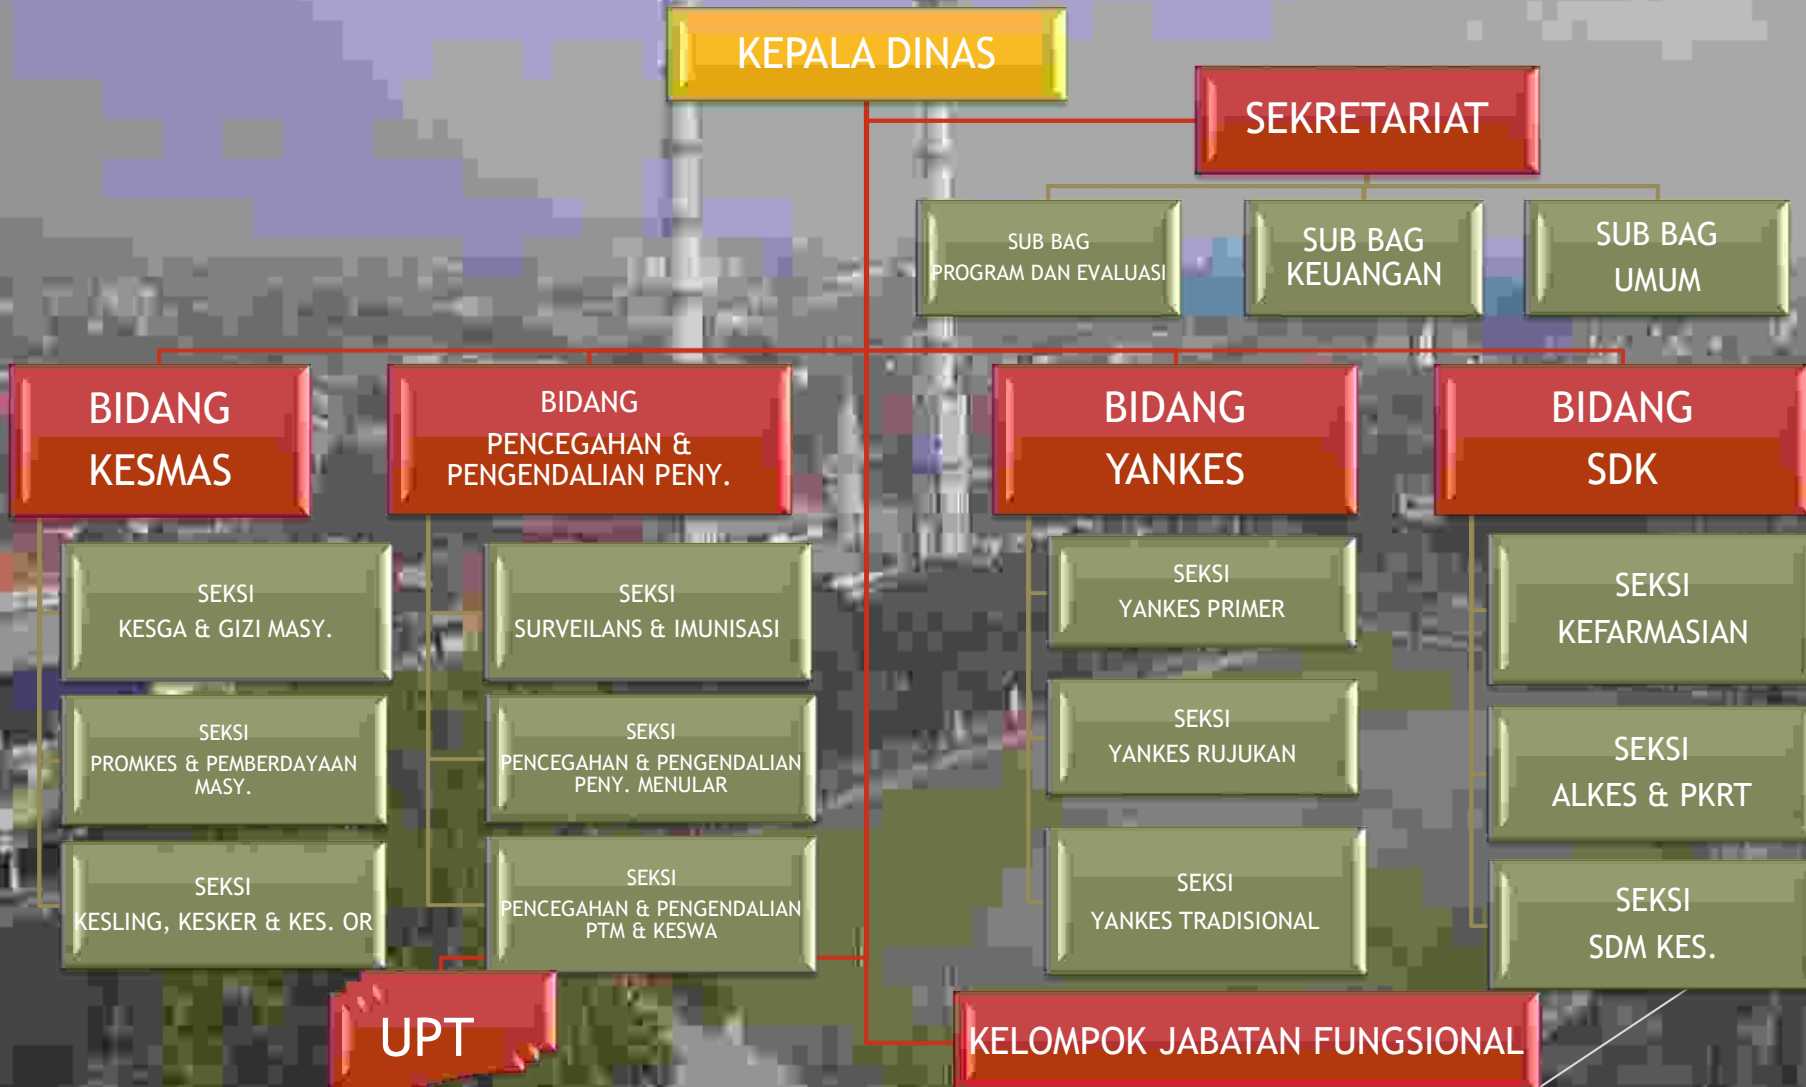 KEPALA DINAS
SEKRETARIAT
SUB BAG
PROGRAM DAN EVALUASI
SUB BAG
KEUANGAN
SUB BAG
UMUM
BIDANG
KESMAS
BIDANG
PENCEGAHAN &
PENGENDALIAN PENY.
BIDANG
YANKES
BIDANG
SDK
SEKSI
KESGA & GIZI MASY.
SEKSI
PROMKES & PEMBERDAYAAN
MASY.
SEKSI
KESLING, KESKER & KES. OR
SEKSI
SURVEILANS & IMUNISASI
SEKSI
PENCEGAHAN & PENGENDALIAN
PENY. MENULAR
SEKSI
PENCEGAHAN & PENGENDALIAN
PTM & KESWA
SEKSI
YANKES PRIMER
SEKSI
YANKES RUJUKAN
SEKSI
YANKES TRADISIONAL
SEKSI
KEFARMASIAN
SEKSI
ALKES & PKRT
SEKSI
SDM KES.
UPT
KELOMPOK JABATAN FUNGSIONAL